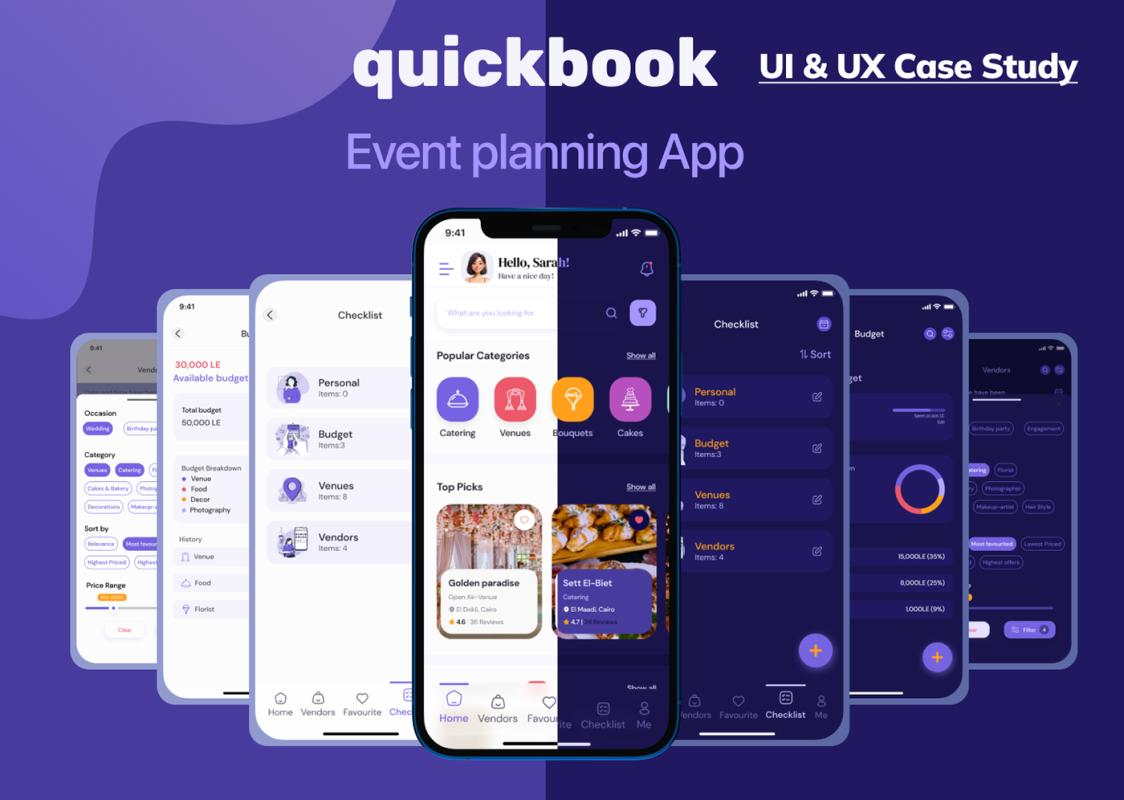 quickbook
UI & UX Case Study
Event planning App
9:41
Vend
Occasion
Wedding
Birthday pa
Category
Venues
Catering
Cakes & Bakery
Photog
Decorations
Makeup-a
Sort by
Relevance
Most favour
Highest Priced
Highest
Price Range
Clear
9:41
Bu
30,000 LE
Available budget
Total budget
50,000 LE
Budget Breakdown
Venue
Food
Decor
Photography
History
Venue
Food
Florist
Checklist
Personal
Items: 0
Budget
Items:3
Venues
Items: 8
Vendors
Items: 4
Home
Vendors
Favourite
Chec
9:41
Hello, Sarah!
Have a nice day!
What are you looking for
Popular Categories
Show all
Catering
Venues
Bouquets
Cakes
Top Picks
Show all
Golden paradise
Open Air-Venue
El Dokii, Cairo
4.6
36 Reviews
Sett El-Biet
Catering
El Maadi, Cairo
4.7 |
Reviews
Show all
Home
Vendors
Favourite
Checklist
Me
Checklist
Sort
Personal
Items: 0
Budget
Items:3
Venues
Items: 8
Vendors
Items: 4
Vendors
Favourite
Checklist
Me
Budget
get
Edit
15,000LE (35%)
8,000LE (25%)
1,000LE (9%)
Vendors
have been
Birthday party
Engagement
atering
Florist
Photographer
Makeup-artist
Hair Style
Most favourited
Lowest Priced
Highest offers
ear
Filter
4